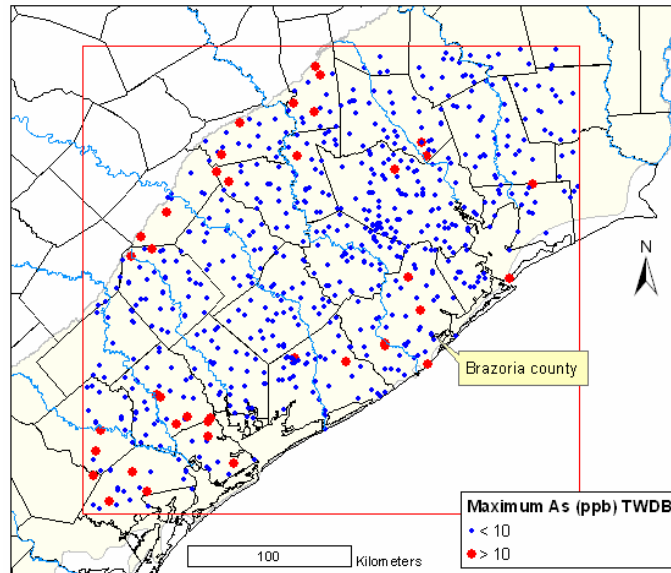 N
Brazoria county
Maximum As (ppb) TWDB
< 10
> 10
100 Kilometers